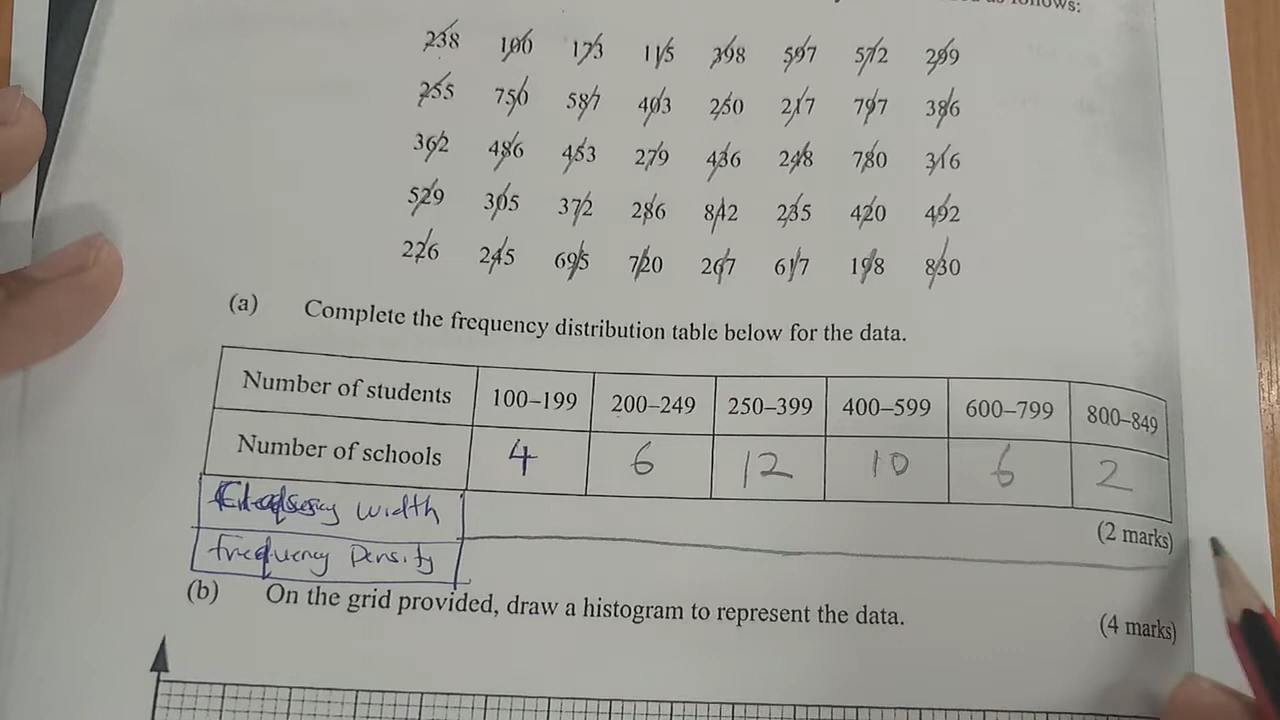 as follows:
238 100 173 115 398 597 572 299
255 750 587 403 250 217 797 386
362 486 453 279 436 248 780 316
529 305 372 286 842 235 420 492
226 245 695 720 267 617 198 830
(a) Complete the frequency distribution table below for the data.
Number of students 100–199 200–249 250–399 400–599 600–799 800–849
Number of schools 4 6 12 10 6 2
width
(2 marks)
frequency Density
(b) On the grid provided, draw a histogram to represent the data.
(4 marks)